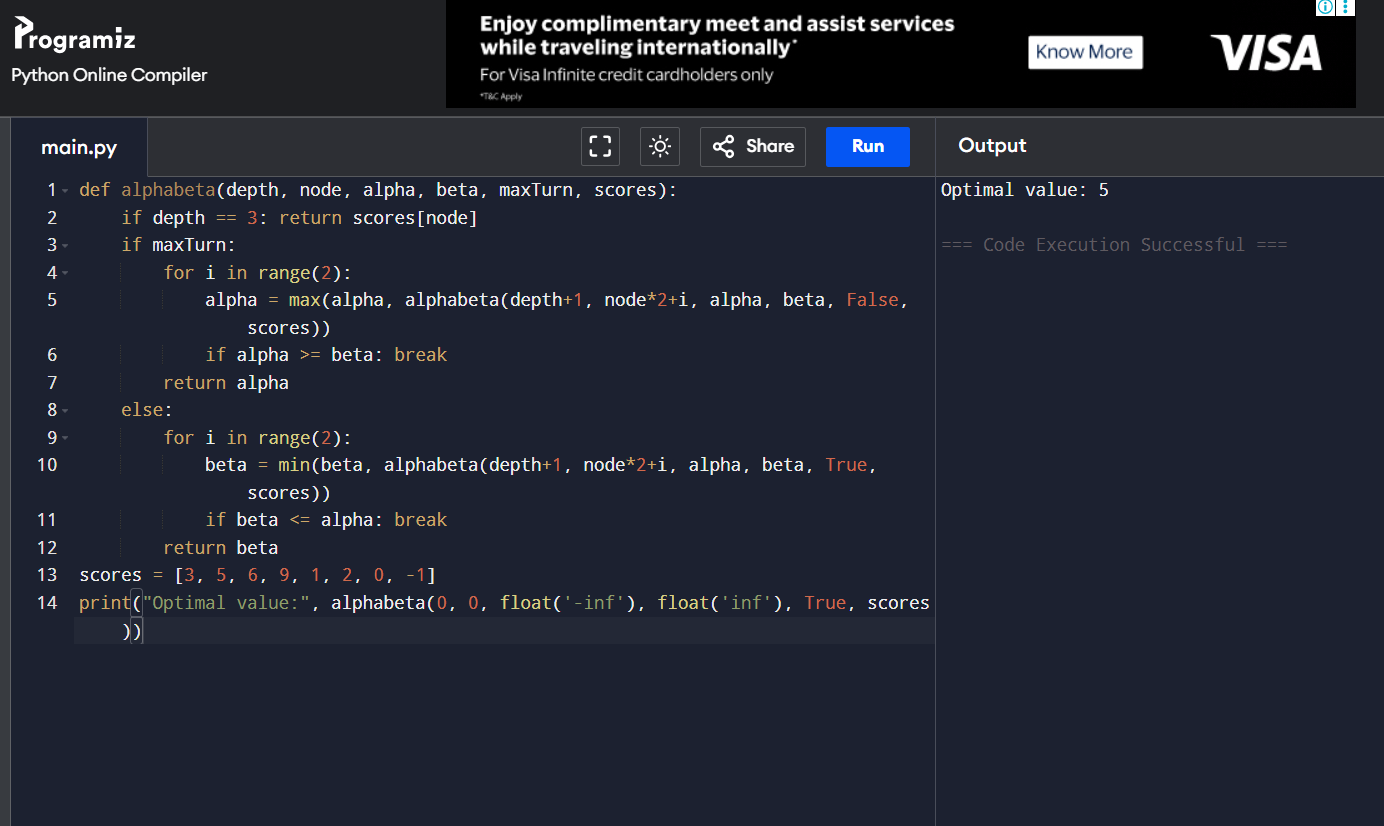 Programiz
Python Online Compiler
Enjoy complimentary meet and assist services
while traveling internationally*
For Visa Infinite credit cardholders only
*T&C Apply
Know More
VISA
main.py
Share
Run
Output
1 def alphabeta(depth, node, alpha, beta, maxTurn, scores):
2     if depth == 3: return scores[node]
3     if maxTurn:
4         for i in range(2):
5             alpha = max(alpha, alphabeta(depth+1, node*2+i, alpha, beta, False,
                scores))
6             if alpha >= beta: break
7         return alpha
8     else:
9         for i in range(2):
10             beta = min(beta, alphabeta(depth+1, node*2+i, alpha, beta, True,
                scores))
11             if beta <= alpha: break
12         return beta
13 scores = [3, 5, 6, 9, 1, 2, 0, -1]
14 print("Optimal value:", alphabeta(0, 0, float('-inf'), float('inf'), True, scores
    ))
Optimal value: 5
=== Code Execution Successful ===